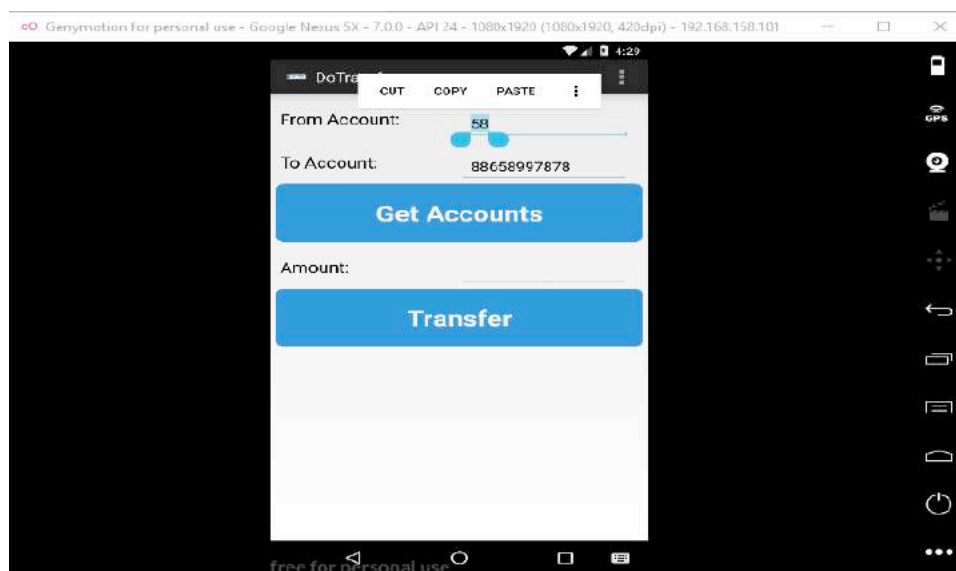 Genymotion for personal use - Google Nexus 5X - 7.0.0 - API 24 - 1080x1920 (1080x1920, 420dpi) - 192.168.158.101
4:29
DoTra
CUT COPY PASTE
From Account: 58
GPS
To Account: 88658997878
Get Accounts
Amount:
Transfer
free for personal use